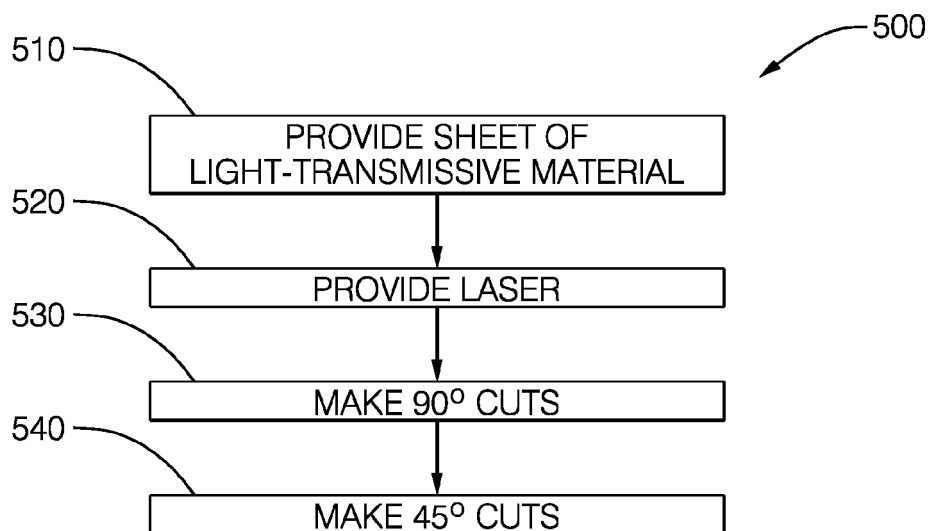 500
510
PROVIDE SHEET OF
LIGHT-TRANSMISSIVE MATERIAL
520
PROVIDE LASER
530
MAKE 90° CUTS
540
MAKE 45° CUTS